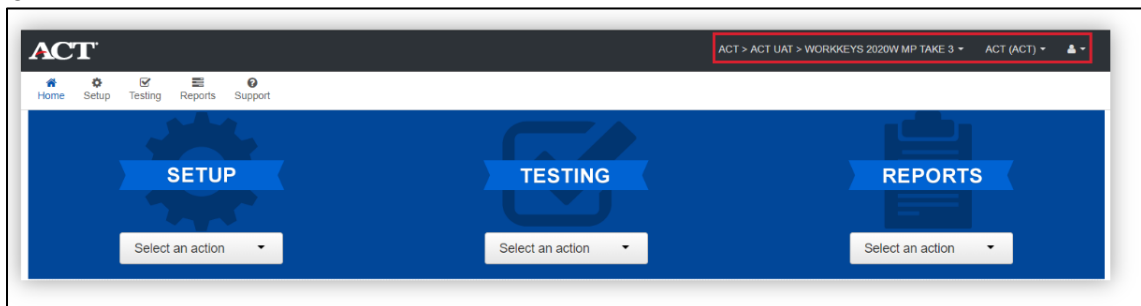 ACT ACT > ACT UAT > WORKKEYS 2020W MP TAKE 3 ACT (ACT)
Home Setup Testing Reports Support
SETUP TESTING REPORTS
Select an action Select an action Select an action